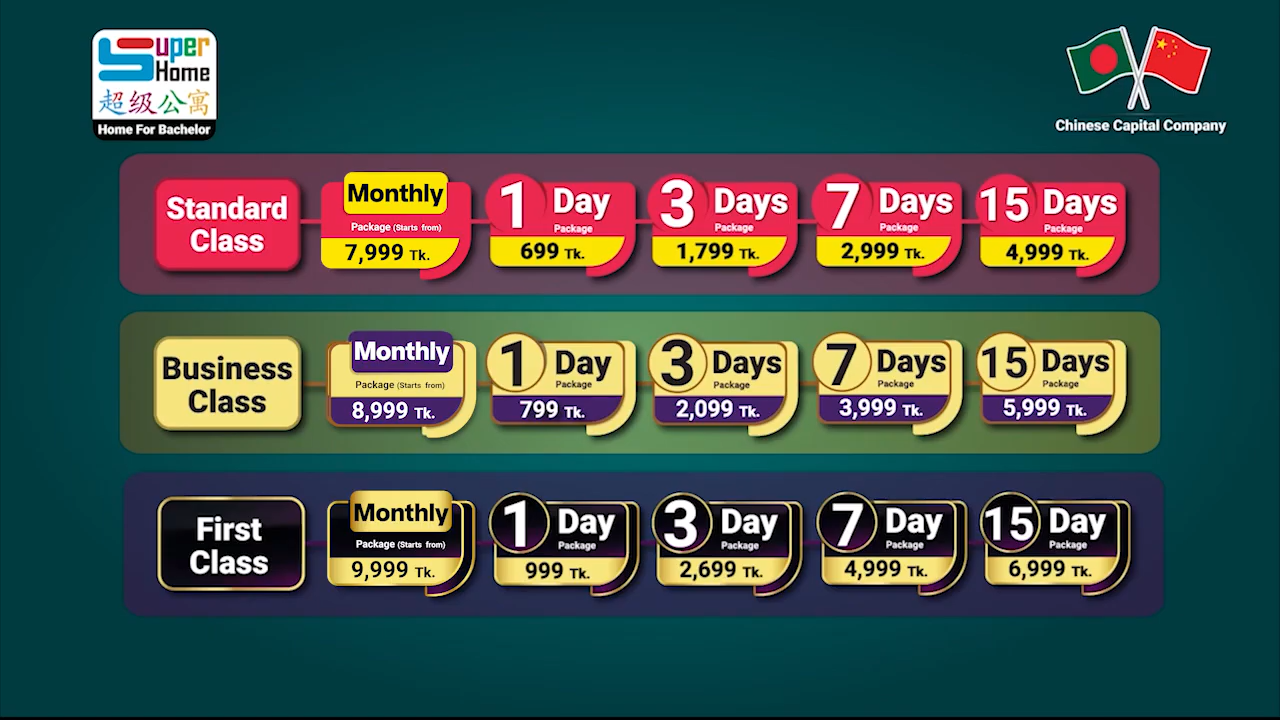 Super
Home
超级公寓
Home For Bachelor
Chinese Capital Company
Standard
Class
Monthly
Package (Starts from)
7,999 Tk.
1 Day
Package
699 Tk.
3 Days
Package
1,799 Tk.
7 Days
Package
2,999 Tk.
15 Days
Package
4,999 Tk.
Business
Class
Monthly
Package (Starts from)
8,999 Tk.
1 Day
Package
799 Tk.
3 Days
Package
2,099 Tk.
7 Days
Package
3,999 Tk.
15 Days
Package
5,999 Tk.
First
Class
Monthly
Package (Starts from)
9,999 Tk.
1 Day
Package
999 Tk.
3 Day
Package
2,699 Tk.
7 Day
Package
4,999 Tk.
15 Day
Package
6,999 Tk.